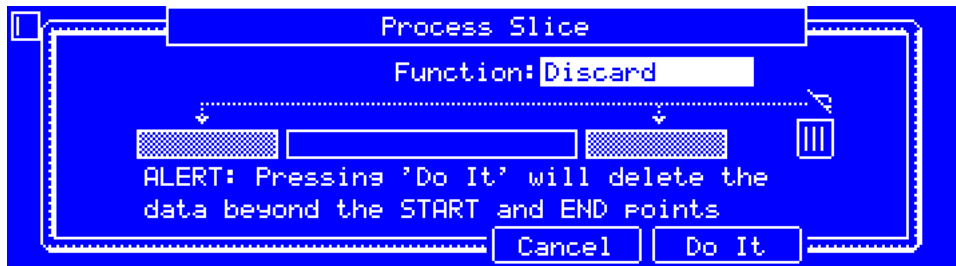 Process Slice
Function:Discard
ALERT: Pressing 'Do It' will delete the
data beyond the START and END points
Cancel Do It